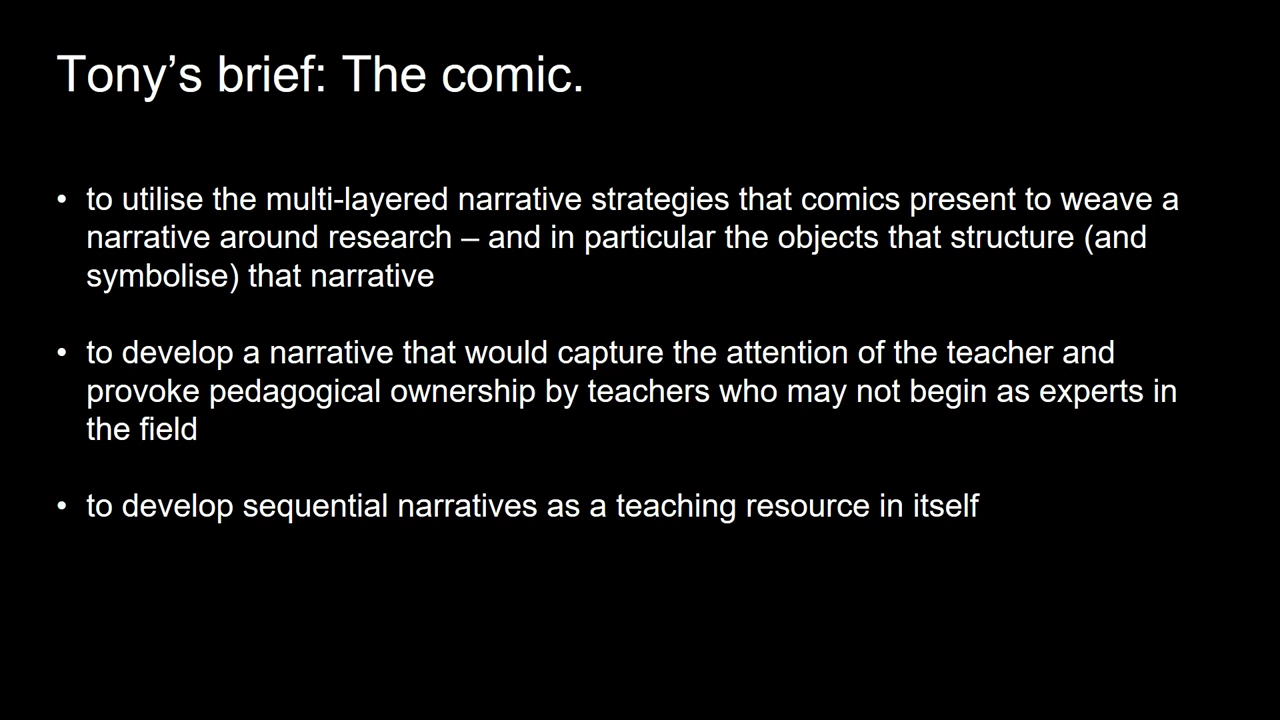 Tony’s brief: The comic.
• to utilise the multi-layered narrative strategies that comics present to weave a
narrative around research – and in particular the objects that structure (and
symbolise) that narrative
• to develop a narrative that would capture the attention of the teacher and
provoke pedagogical ownership by teachers who may not begin as experts in
the field
• to develop sequential narratives as a teaching resource in itself